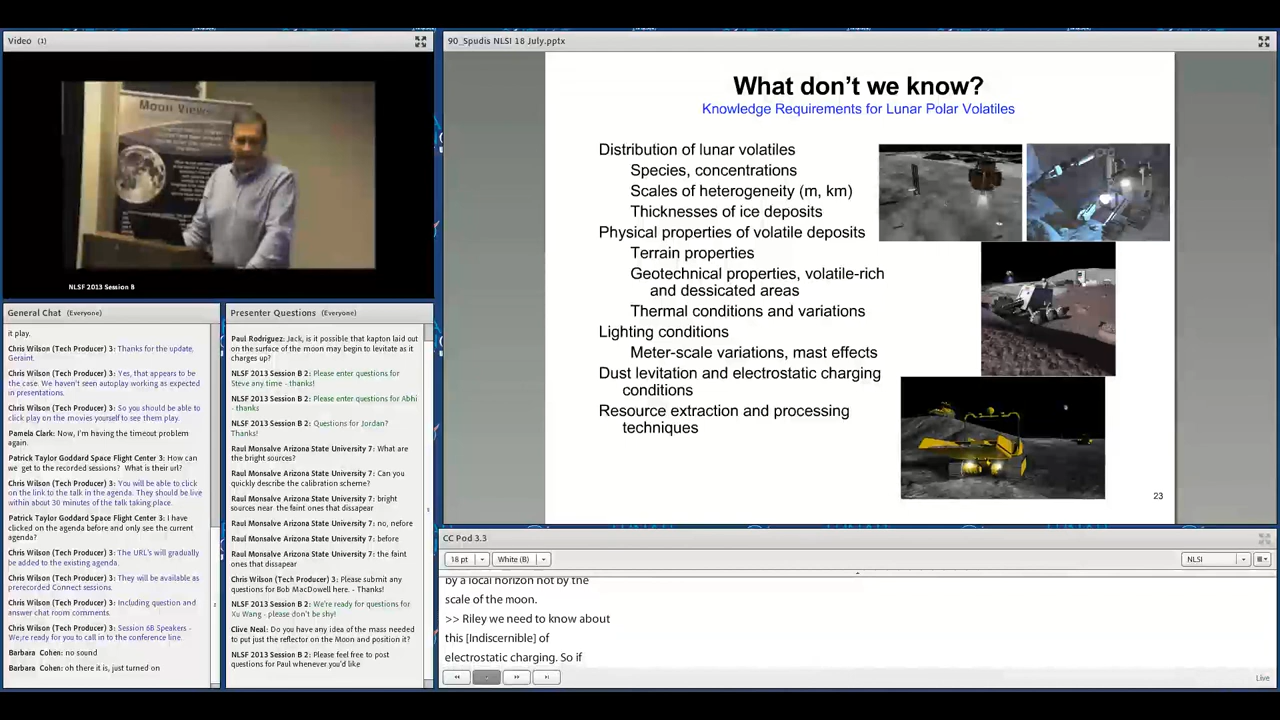 Video (1)
Moon Views
NLSF 2013 Session B
General Chat (Everyone)
it play.
Chris Wilson (Tech Producer) 3: Thanks for the update,
Geraint.
Chris Wilson (Tech Producer) 3: Yes, that appears to be
the case. We haven't seen autoplay working as expected
in presentations.
Chris Wilson (Tech Producer) 3: So you should be able to
click play on the movies yourself to see them play.
Pamela Clark: Now, I'm having the timeout problem
again.
Patrick Taylor Goddard Space Flight Center 3: How can
we get to the recorded sessions? What is their url?
Chris Wilson (Tech Producer) 3: You will be able to click
on the link to the talk in the agenda. They should be live
within about 30 minutes of the talk taking place.
Patrick Taylor Goddard Space Flight Center 3: I have
clicked on the agenda before and only see the current
agenda?
Chris Wilson (Tech Producer) 3: The URL's will gradually
be added to the existing agenda.
Chris Wilson (Tech Producer) 3: They will be available as
prerecorded Connect sessions.
Chris Wilson (Tech Producer) 3: Including question and
answer chat room comments.
Chris Wilson (Tech Producer) 3: Session 6B Speakers -
We;re ready for you to call in to the conference line.
Barbara Cohen: no sound
Barbara Cohen: oh there it is, just turned on
Presenter Questions (Everyone)
Paul Rodriguez: Jack, is it possible that kapton laid out
on the surface of the moon may begin to levitate as it
charges up?
NLSF 2013 Session B 2: Please enter questions for
Steve any time - thanks!
NLSF 2013 Session B 2: Please enter questions for Abhi
- thanks
NLSF 2013 Session B 2: Questions for Jordan?
Thanks!
Raul Monsalve Arizona State University 7: What are
the bright sources?
Raul Monsalve Arizona State University 7: Can you
quickly describe the calibration scheme?
Raul Monsalve Arizona State University 7: bright
sources near the faint ones that dissapear
Raul Monsalve Arizona State University 7: no, nefore
Raul Monsalve Arizona State University 7: before
Raul Monsalve Arizona State University 7: the faint
ones that dissapear
Chris Wilson (Tech Producer) 3: Please submit any
questions for Bob MacDowell here. - Thanks!
NLSF 2013 Session B 2: We're ready for questions for
Xu Wang - please don't be shy!
Clive Neal: Do you have any idea of the mass needed
to put just the reflector on the Moon and position it?
NLSF 2013 Session B 2: Please feel free to post
questions for Paul whenever you'd like
90_Spudis NLSI 18 July.pptx
What don't we know?
Knowledge Requirements for Lunar Polar Volatiles
Distribution of lunar volatiles
Species, concentrations
Scales of heterogeneity (m, km)
Thicknesses of ice deposits
Physical properties of volatile deposits
Terrain properties
Geotechnical properties, volatile-rich
and dessicated areas
Thermal conditions and variations
Lighting conditions
Meter-scale variations, mast effects
Dust levitation and electrostatic charging
conditions
Resource extraction and processing
techniques
23
CC Pod 3.3
18 pt
White (B)
NLSI
by a local horizon not by the
scale of the moon.
>> Riley we need to know about
this [Indiscernible] of
electrostatic charging. So if
Live